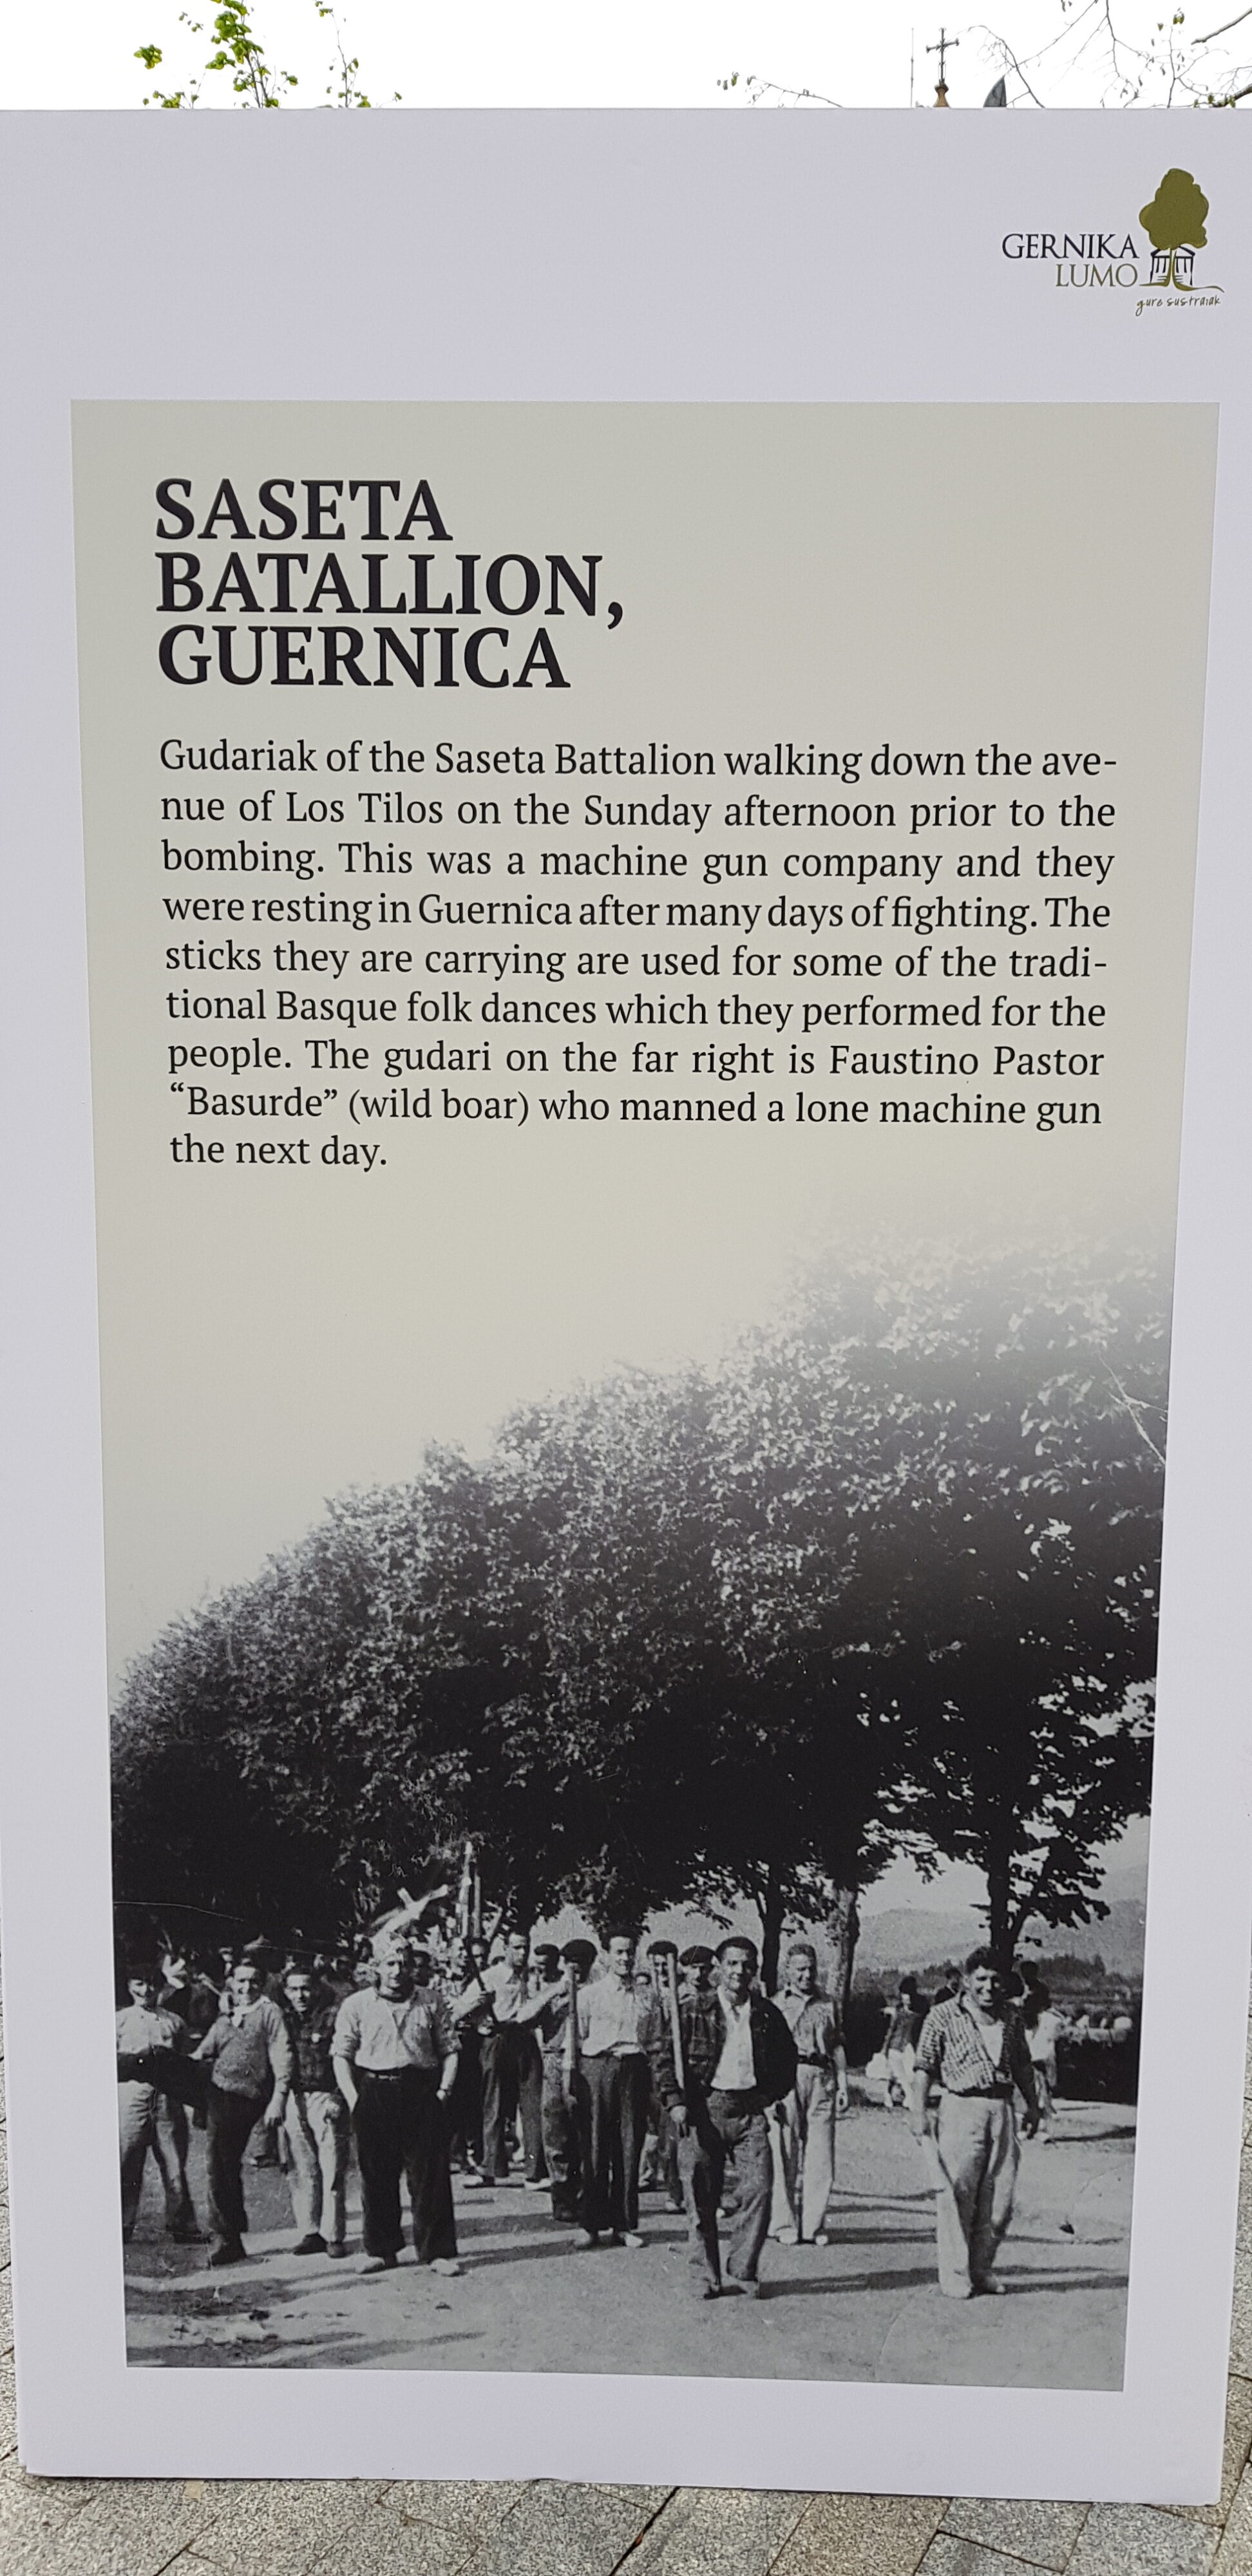 GERNIKA
LUMO
gure sustraiak
SASETA
BATALLION,
GUERNICA
Gudariak of the Saseta Battalion walking down the ave-
nue of Los Tilos on the Sunday afternoon prior to the
bombing. This was a machine gun company and they
were resting in Guernica after many days of fighting. The
sticks they are carrying are used for some of the tradi-
tional Basque folk dances which they performed for the
people. The gudari on the far right is Faustino Pastor
“Basurde” (wild boar) who manned a lone machine gun
the next day.